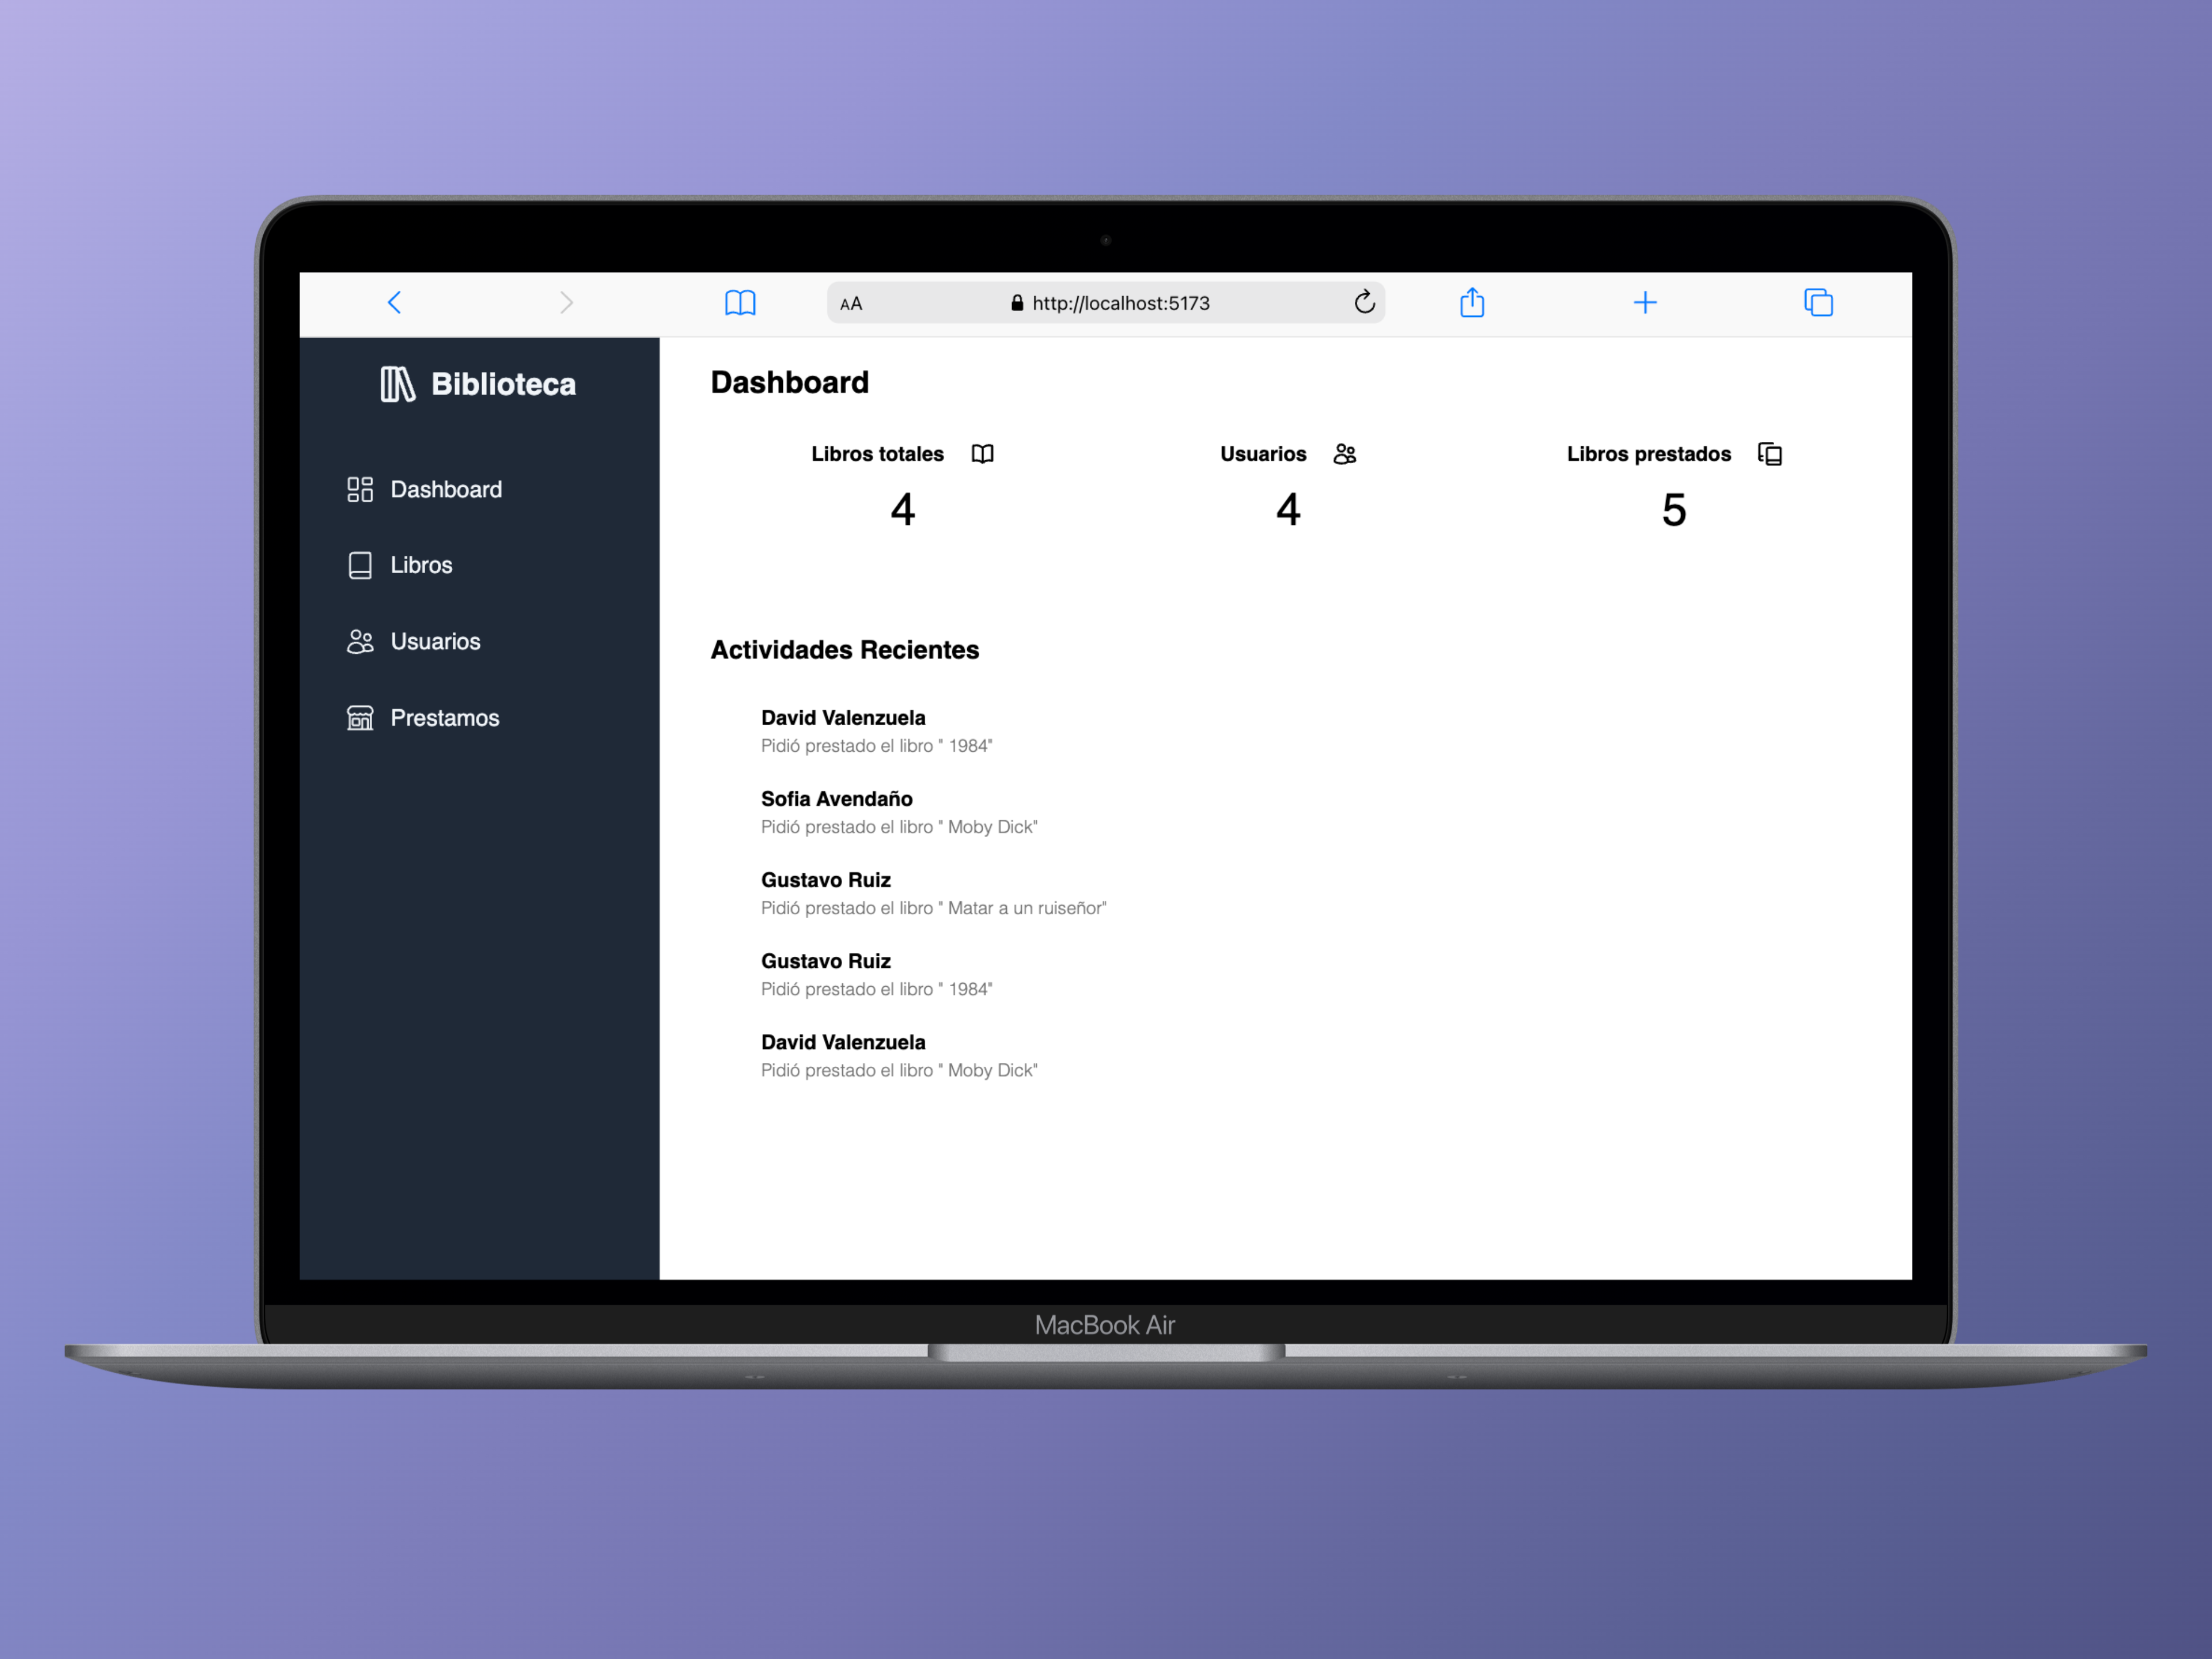 AA
http://localhost:5173
Biblioteca
Dashboard
Libros
Usuarios
Prestamos
Dashboard
Libros totales
4
Usuarios
4
Libros prestados
5
Actividades Recientes
David Valenzuela
Pidió prestado el libro " 1984"
Sofia Avendaño
Pidió prestado el libro " Moby Dick"
Gustavo Ruiz
Pidió prestado el libro " Matar a un ruiseñor"
Gustavo Ruiz
Pidió prestado el libro " 1984"
David Valenzuela
Pidió prestado el libro " Moby Dick"
MacBook Air